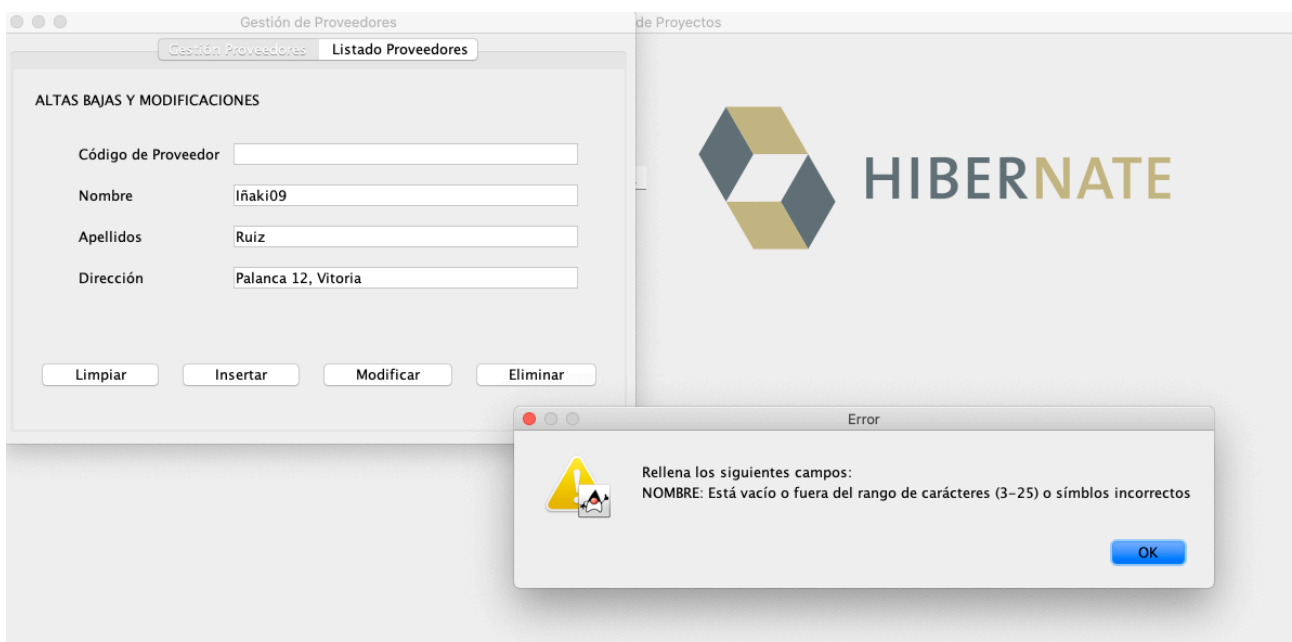 Gestión de Proveedores
de Proyectos
Gestión Proveedores
Listado Proveedores
ALTAS BAJAS Y MODIFICACIONES
Código de Proveedor
Nombre
Iñaki09
Apellidos
Ruiz
Dirección
Palanca 12, Vitoria
Limpiar
Insertar
Modificar
Eliminar
HIBERNATE
Error
Rellena los siguientes campos:
NOMBRE: Está vacío o fuera del rango de carácteres (3-25) o símblos incorrectos
OK